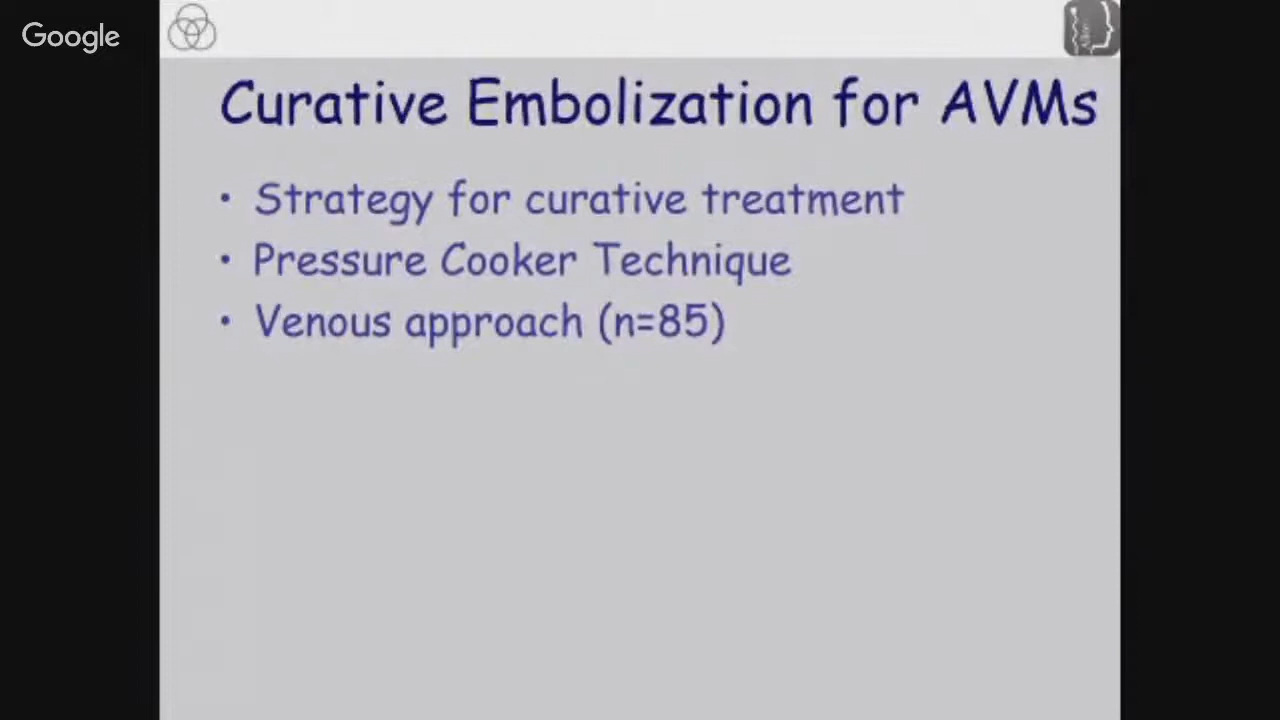 Google
Curative Embolization for AVMs
• Strategy for curative treatment
• Pressure Cooker Technique
• Venous approach (n=85)